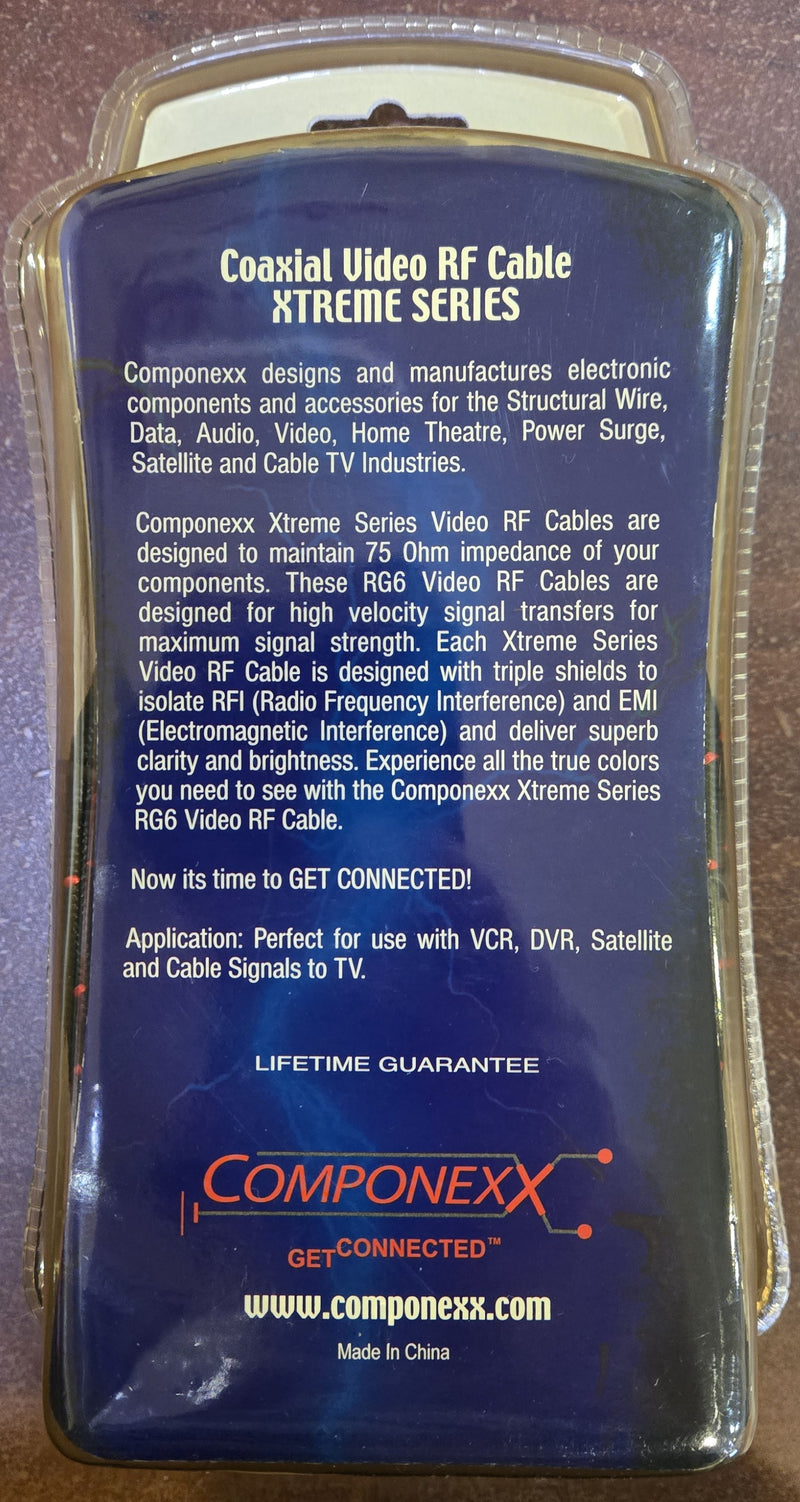 Coaxial Video RF Cable
XTREME SERIES
Componexx designs and manufactures electronic
components and accessories for the Structural Wire,
Data, Audio, Video, Home Theatre, Power Surge,
Satellite and Cable TV Industries.
Componexx Xtreme Series Video RF Cables are
designed to maintain 75 Ohm impedance of your
components. These RG6 Video RF Cables are
designed for high velocity signal transfers for
maximum signal strength. Each Xtreme Series
Video RF Cable is designed with triple shields to
isolate RFI (Radio Frequency Interference) and EMI
(Electromagnetic Interference) and deliver superb
clarity and brightness. Experience all the true colors
you need to see with the Componexx Xtreme Series
RG6 Video RF Cable.
Now its time to GET CONNECTED!
Application: Perfect for use with VCR, DVR, Satellite
and Cable Signals to TV.
LIFETIME GUARANTEE
COMPONEXX
GET CONNECTED™
www.componexx.com
Made In China